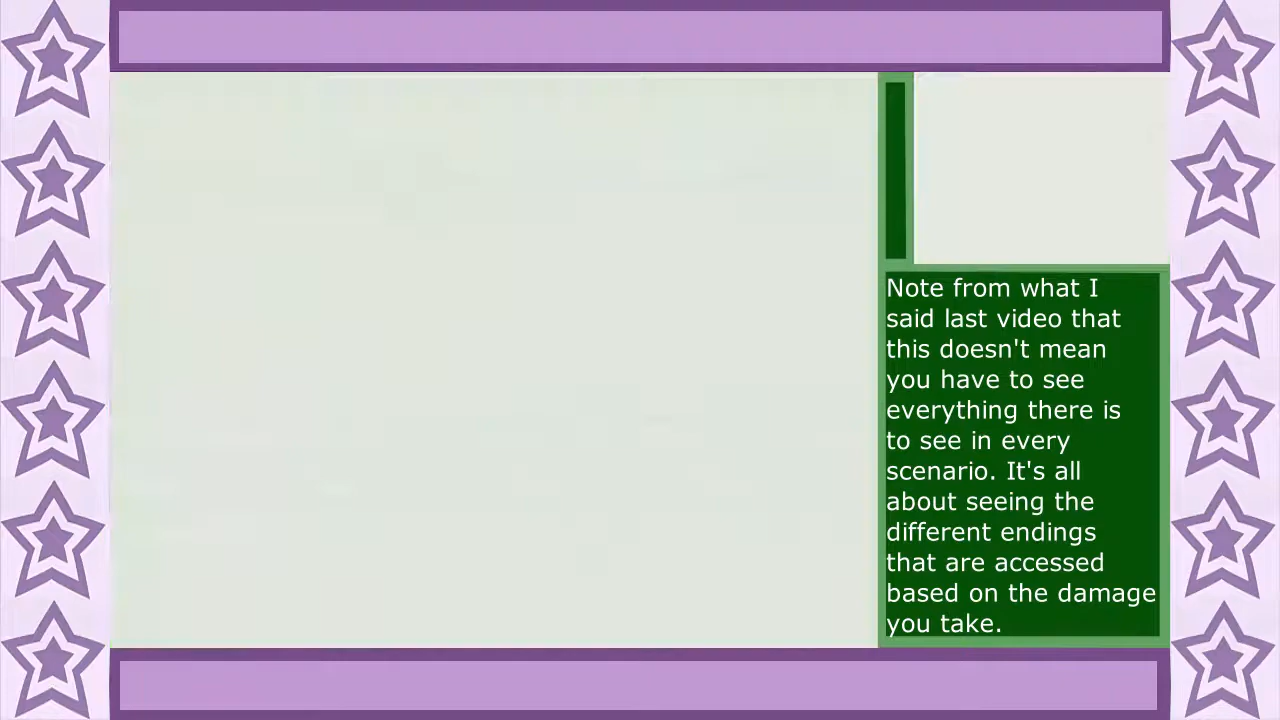 Note from what I
said last video that
this doesn't mean
you have to see
everything there is
to see in every
scenario. It's all
about seeing the
different endings
that are accessed
based on the damage
you take.